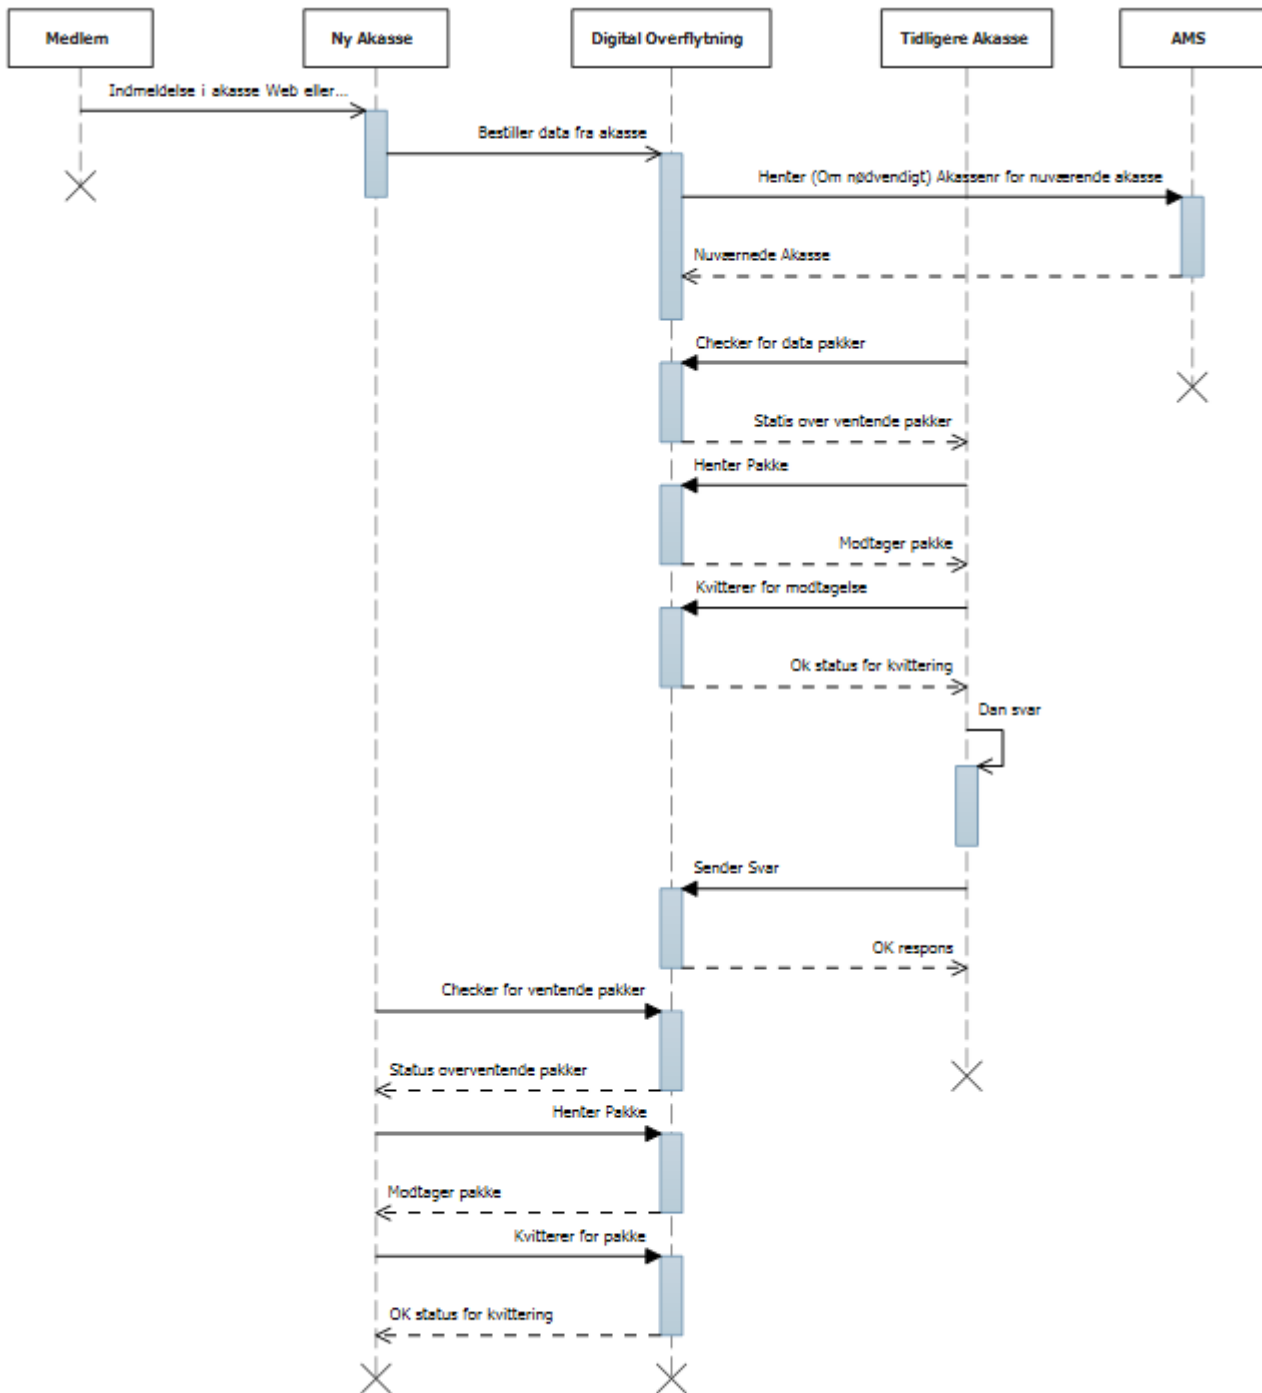 Medlem
Ny Akasse
Digital Overflytning
Tidligere Akasse
AMS
Indmeldelse i akasse Web eller...
Bestiller data fra akasse
Henter (Om nødvendigt) Akassenr for nuværende akasse
Nuværnede Akasse
Checker for data pakker
Statis over ventende pakker
Henter Pakke
Modtager pakke
Kvitterer for modtagelse
Ok status for kvittering
Dan svar
Sender Svar
OK respons
Checker for ventende pakker
Status overventende pakker
Henter Pakke
Modtager pakke
Kvitterer for pakke
OK status for kvittering